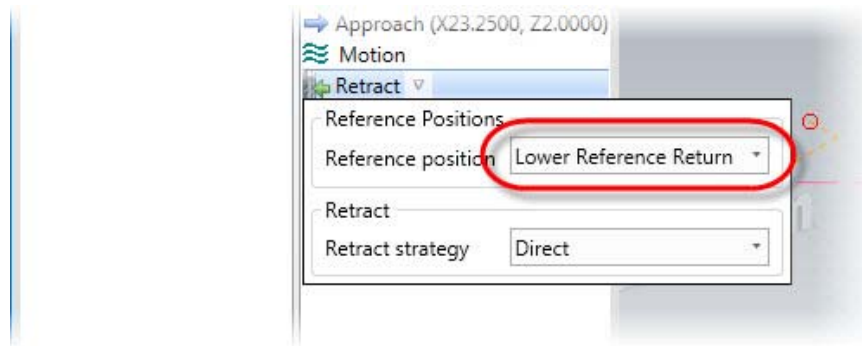 Approach (X23.2500, Z2.0000)
Motion
Retract
Reference Positions
Reference position Lower Reference Return
Retract
Retract strategy Direct